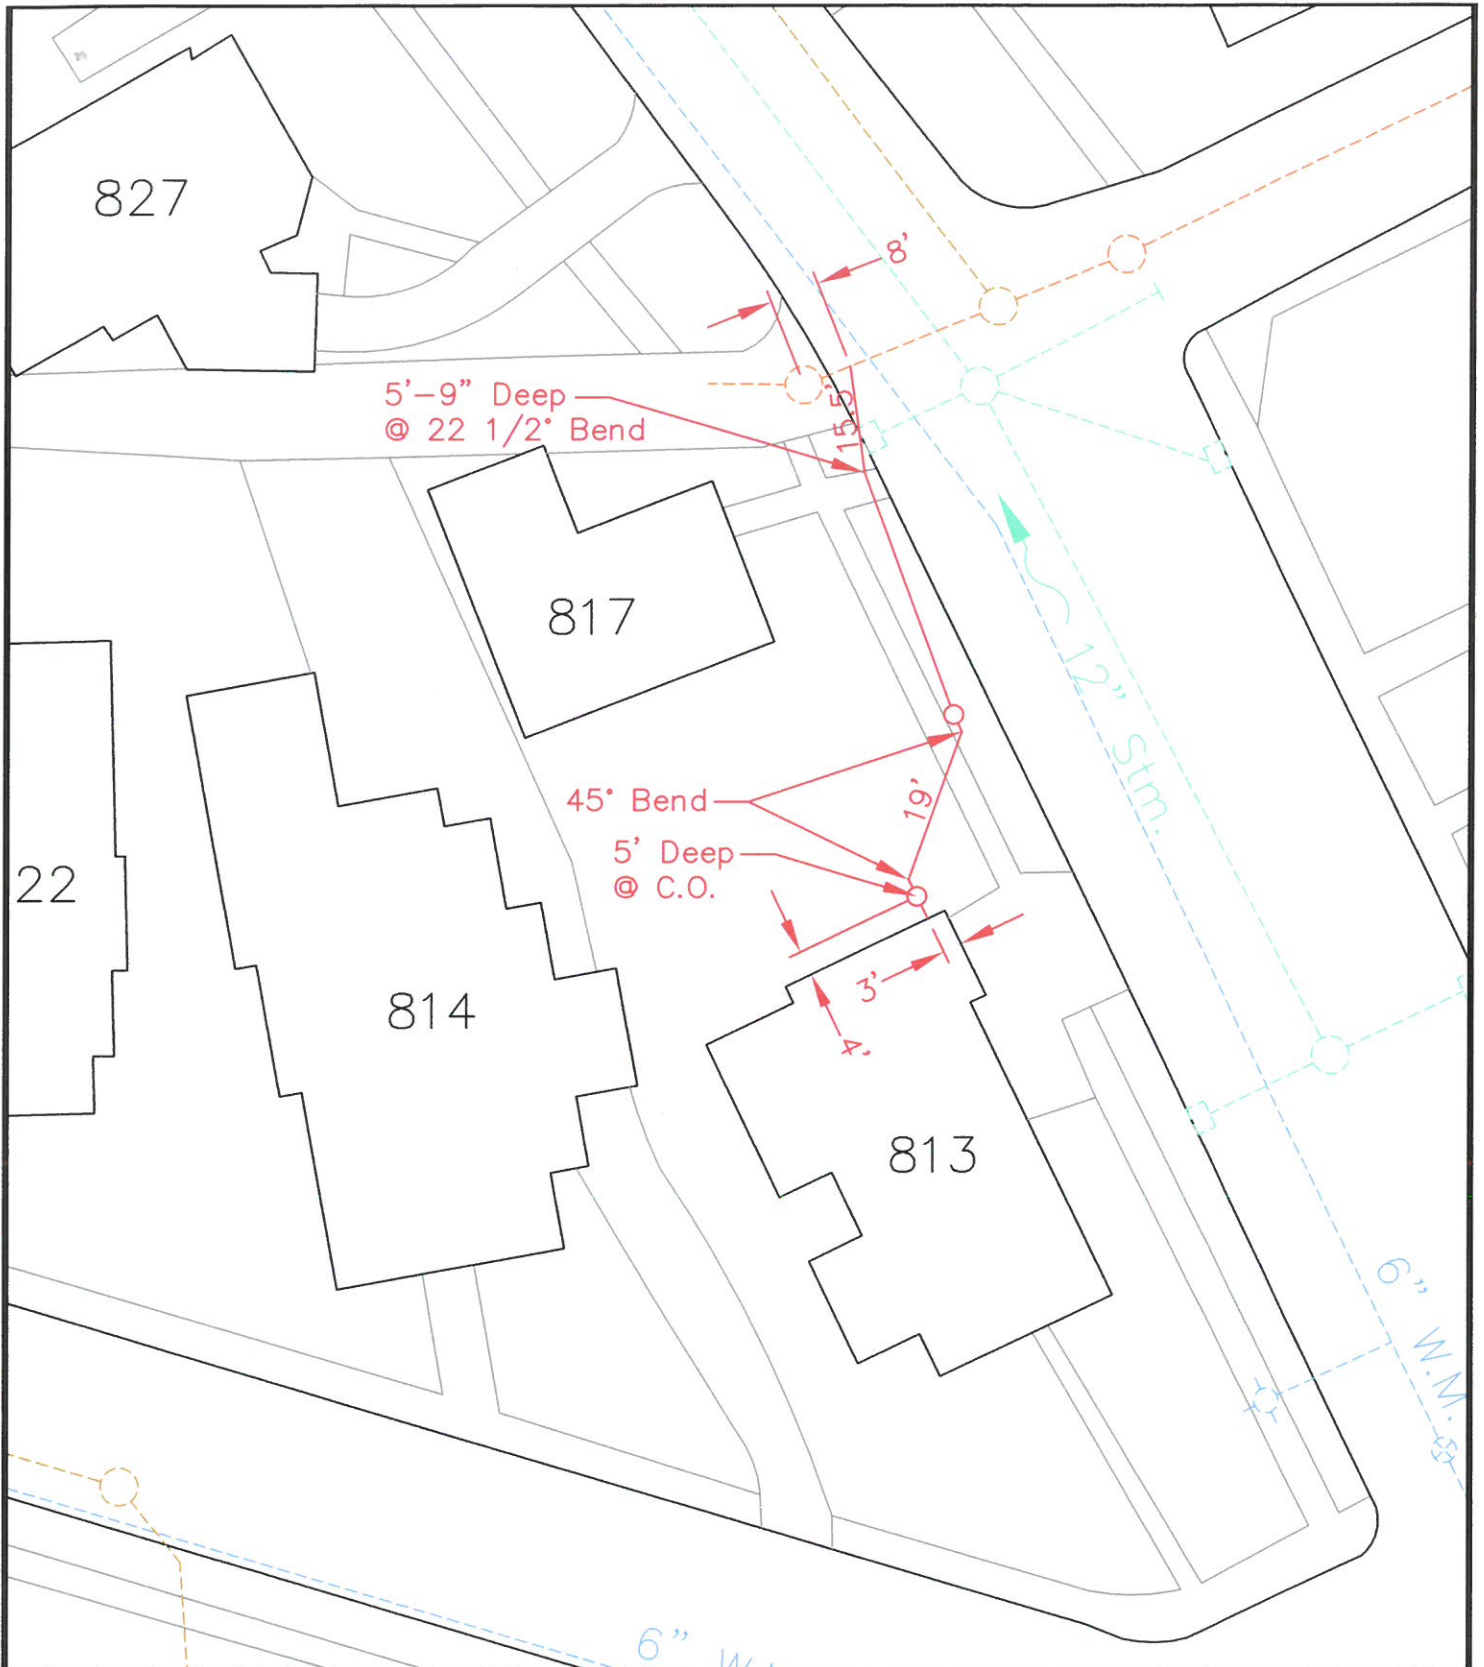 827
8'
5'-9" Deep
@ 22 1/2° Bend
15.5'
817
12" Stm.
45° Bend
19'
5' Deep
@ C.O.
22
814
3'
4'
813
6" W.M.
6"